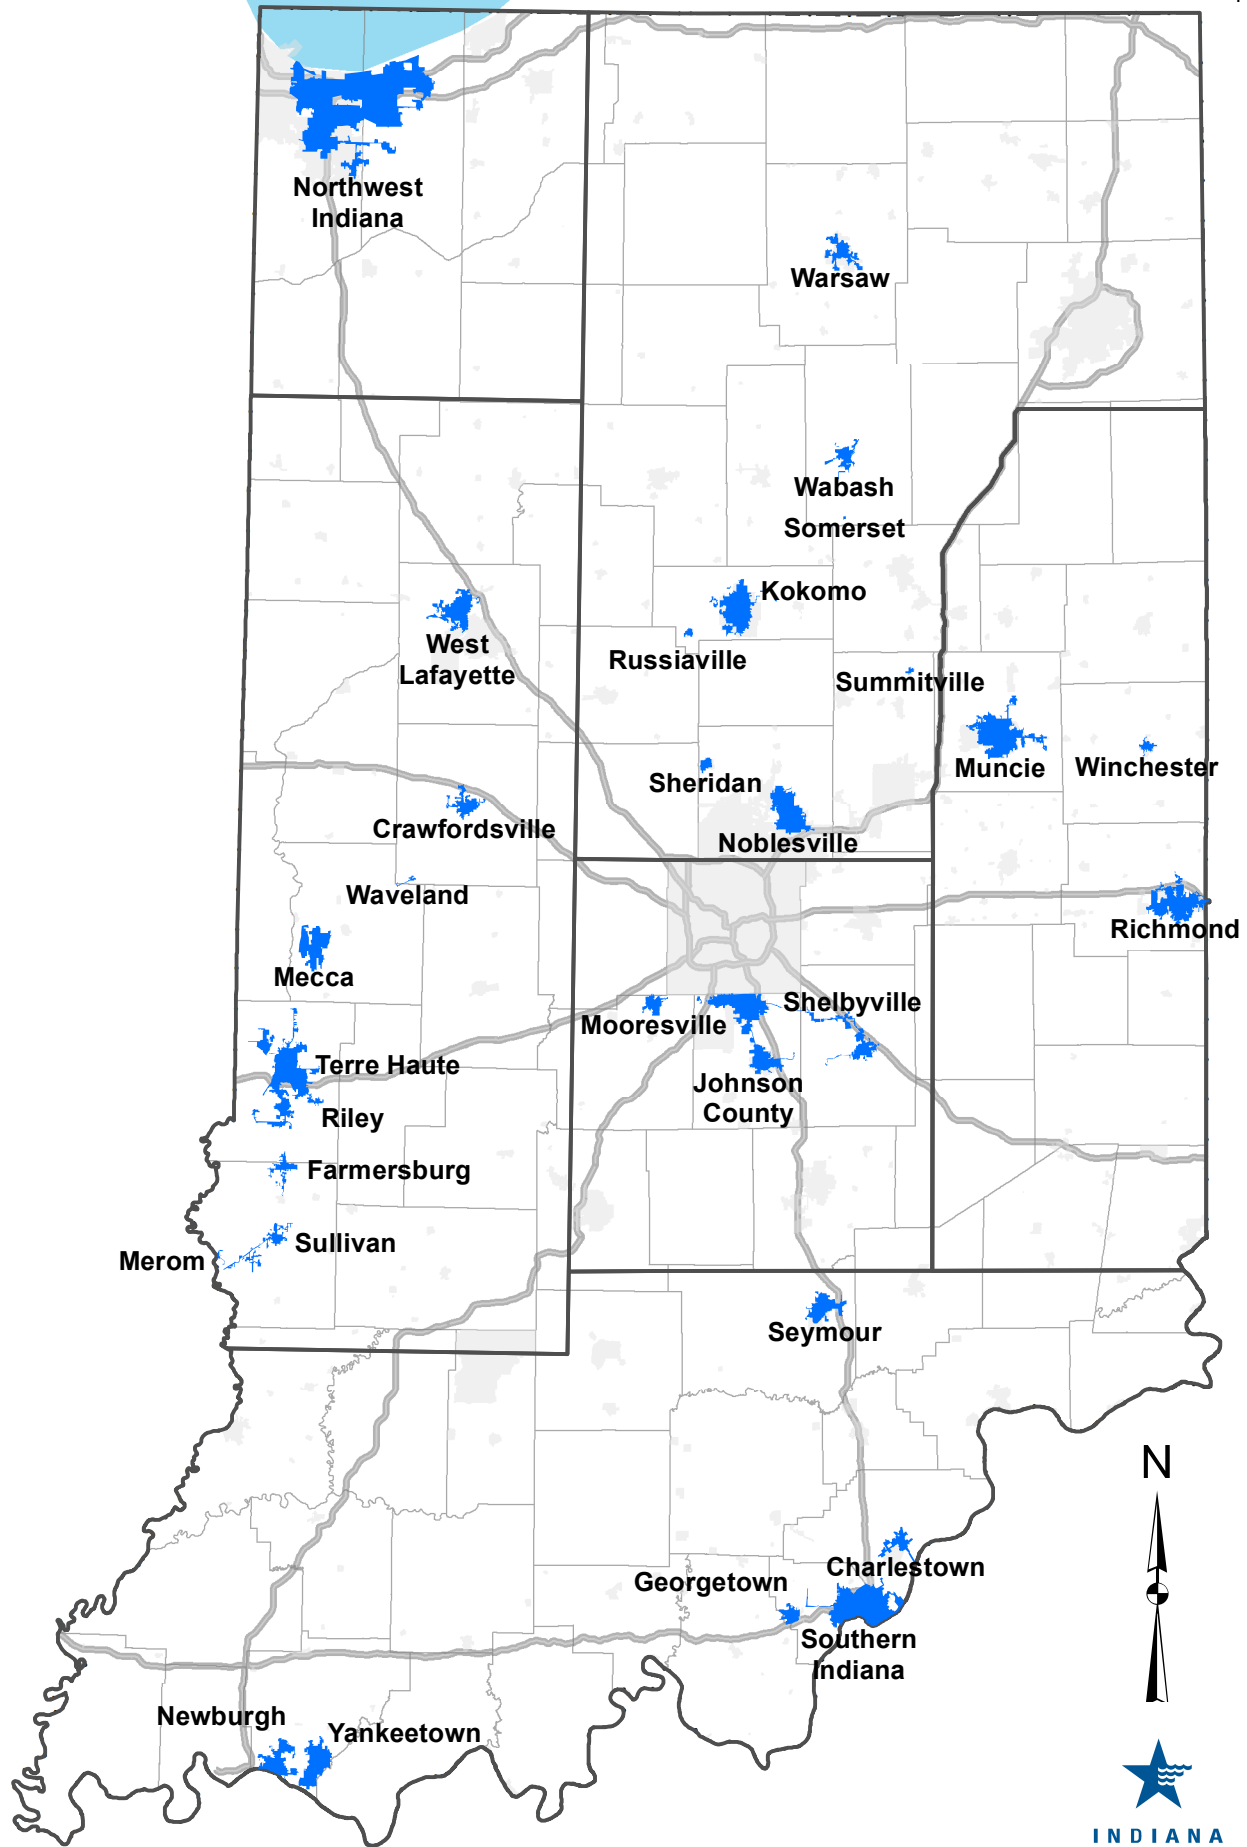 Northwest
Indiana
Warsaw
Wabash
Somerset
Kokomo
West
Lafayette
Russiaville
Summitville
Sheridan
Muncie
Winchester
Crawfordsville
Noblesville
Waveland
Richmond
Mecca
Mooresville
Shelbyville
Terre Haute
Johnson
County
Riley
Farmersburg
Sullivan
Merom
Seymour
N
Georgetown
Charlestown
Southern
Indiana
Newburgh
Yankeetown
INDIANA